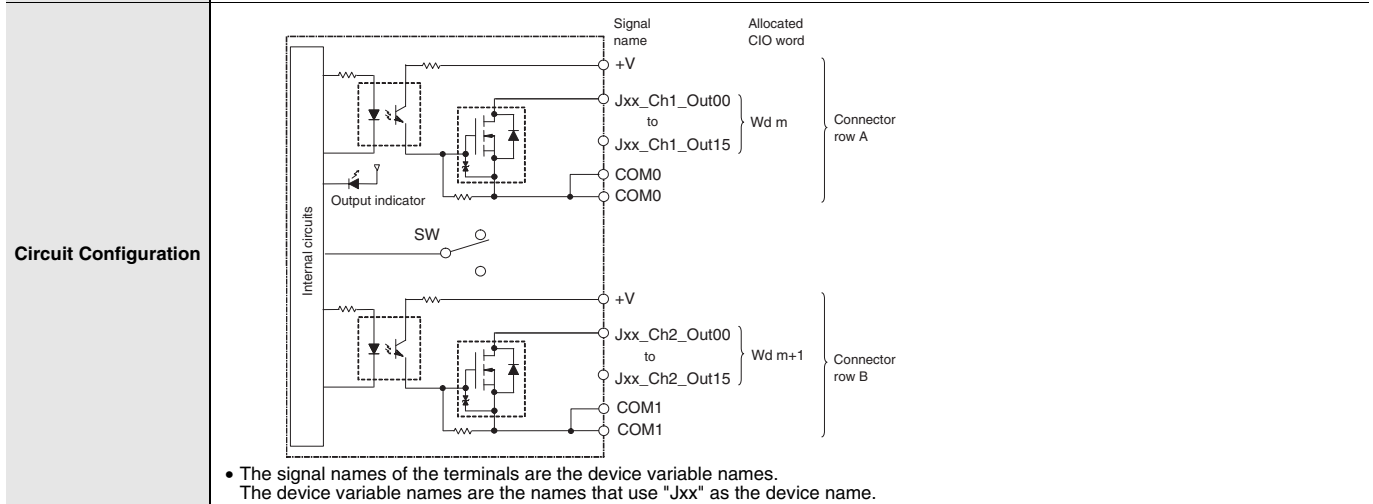 Circuit Configuration
Signal name
Allocated CIO word
+V
Jxx_Ch1_Out00
to
Jxx_Ch1_Out15
Wd m
Connector row A
COM0
COM0
Output indicator
Internal circuits
SW
+V
Jxx_Ch2_Out00
to
Jxx_Ch2_Out15
Wd m+1
Connector row B
COM1
COM1
• The signal names of the terminals are the device variable names.
The device variable names are the names that use "Jxx" as the device name.